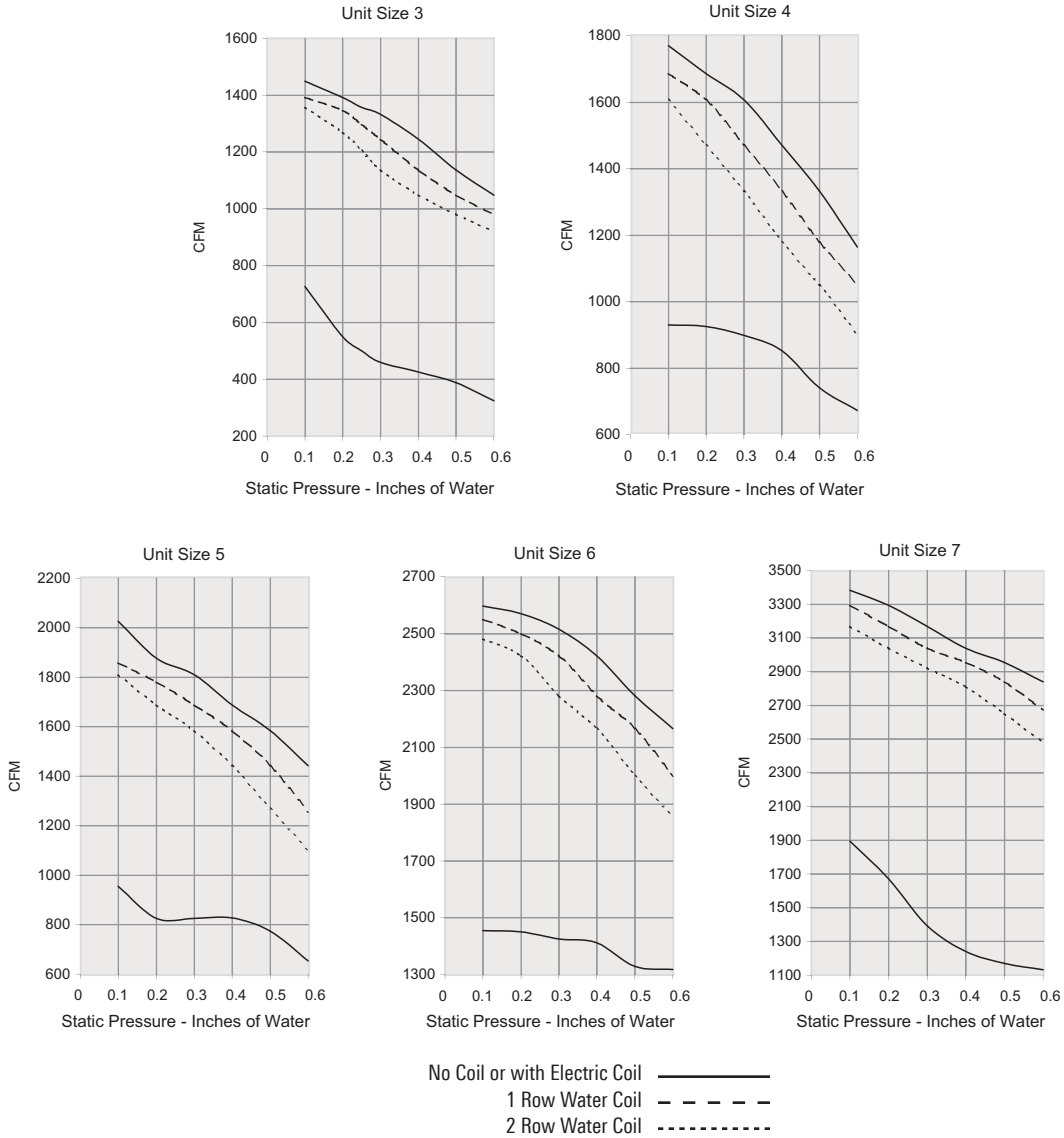 Unit Size 3
1600
1400
1200
1000
800
600
400
200
CFM
0 0.1 0.2 0.3 0.4 0.5 0.6
Static Pressure - Inches of Water
Unit Size 4
1800
1600
1400
1200
1000
800
600
CFM
0 0.1 0.2 0.3 0.4 0.5 0.6
Static Pressure - Inches of Water
Unit Size 5
2200
2000
1800
1600
1400
1200
1000
800
600
CFM
0 0.1 0.2 0.3 0.4 0.5 0.6
Static Pressure - Inches of Water
Unit Size 6
2700
2500
2300
2100
1900
1700
1500
1300
CFM
0 0.1 0.2 0.3 0.4 0.5 0.6
Static Pressure - Inches of Water
Unit Size 7
3500
3300
3100
2900
2700
2500
2300
2100
1900
1700
1500
1300
1100
CFM
0 0.1 0.2 0.3 0.4 0.5 0.6
Static Pressure - Inches of Water
No Coil or with Electric Coil
1 Row Water Coil
2 Row Water Coil